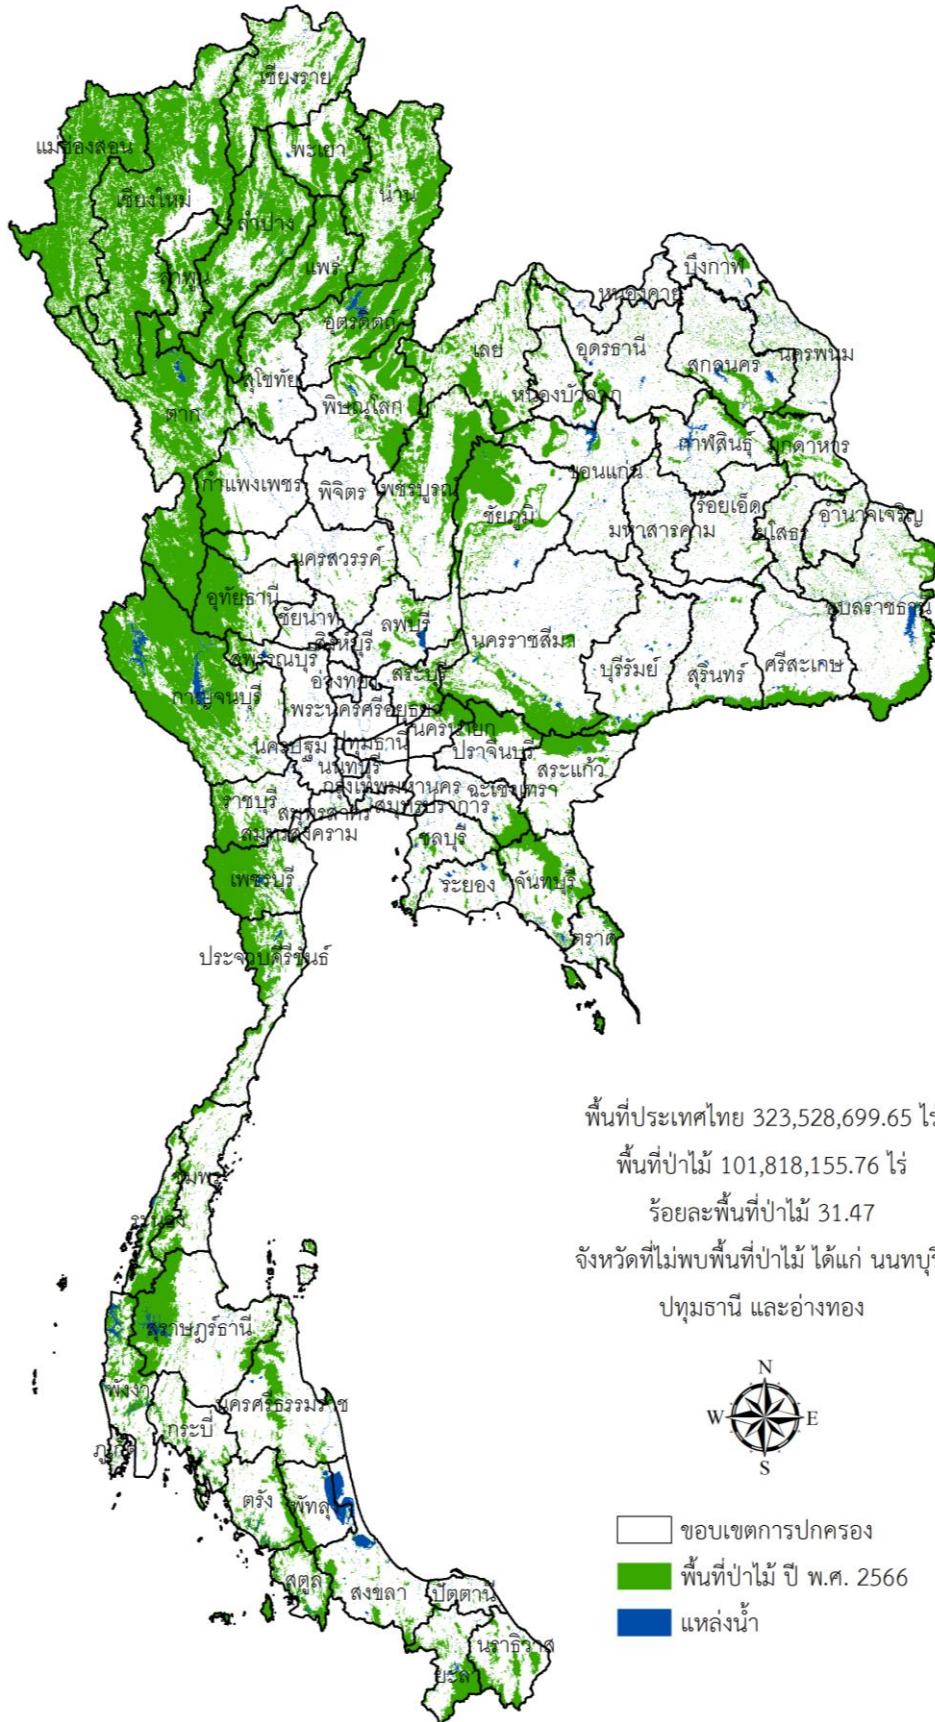 เชียงราย
แม่ฮ่องสอน
พะเยา
เชียงใหม่
ลำปาง
น่าน
แพร่
ลำพูน
บึงกาฬ
หนองคาย
อุตรดิตถ์
เลย
อุดรธานี
สกลนคร
นครพนม
สุโขทัย
พิษณุโลก
หนองบัวลำภู
ตาก
กาฬสินธุ์
มุกดาหาร
ขอนแก่น
กำแพงเพชร
พิจิตร
เพชรบูรณ์
ชัยภูมิ
ร้อยเอ็ด
อำนาจเจริญ
มหาสารคาม
ยโสธร
นครสวรรค์
อุทัยธานี
อุบลราชธานี
ชัยนาท
ลพบุรี
สิงห์บุรี
นครราชสีมา
สุพรรณบุรี
สระบุรี
บุรีรัมย์
สุรินทร์
ศรีสะเกษ
อ่างทอง
กาญจนบุรี
พระนครศรีอยุธยา
นครนายก
นครปฐม
ปทุมธานี
ปราจีนบุรี
นนทบุรี
สระแก้ว
กรุงเทพมหานคร
ฉะเชิงเทรา
ราชบุรี
สมุทรสาคร
สมุทรปราการ
สมุทรสงคราม
ชลบุรี
เพชรบุรี
ระยอง
จันทบุรี
ตราด
ประจวบคีรีขันธ์
พื้นที่ประเทศไทย 323,528,699.65 ไร่
พื้นที่ป่าไม้ 101,818,155.76 ไร่
ร้อยละพื้นที่ป่าไม้ 31.47
จังหวัดที่ไม่พบพื้นที่ป่าไม้ ได้แก่ นนทบุรี
ปทุมธานี และอ่างทอง
ชุมพร
ระนอง
สุราษฎร์ธานี
พังงา
นครศรีธรรมราช
กระบี่
ภูเก็ต
N
W E
S
ตรัง
พัทลุง
สตูล
สงขลา
ปัตตานี
นราธิวาส
ยะลา
ขอบเขตการปกครอง
พื้นที่ป่าไม้ ปี พ.ศ. 2566
แหล่งน้ำ